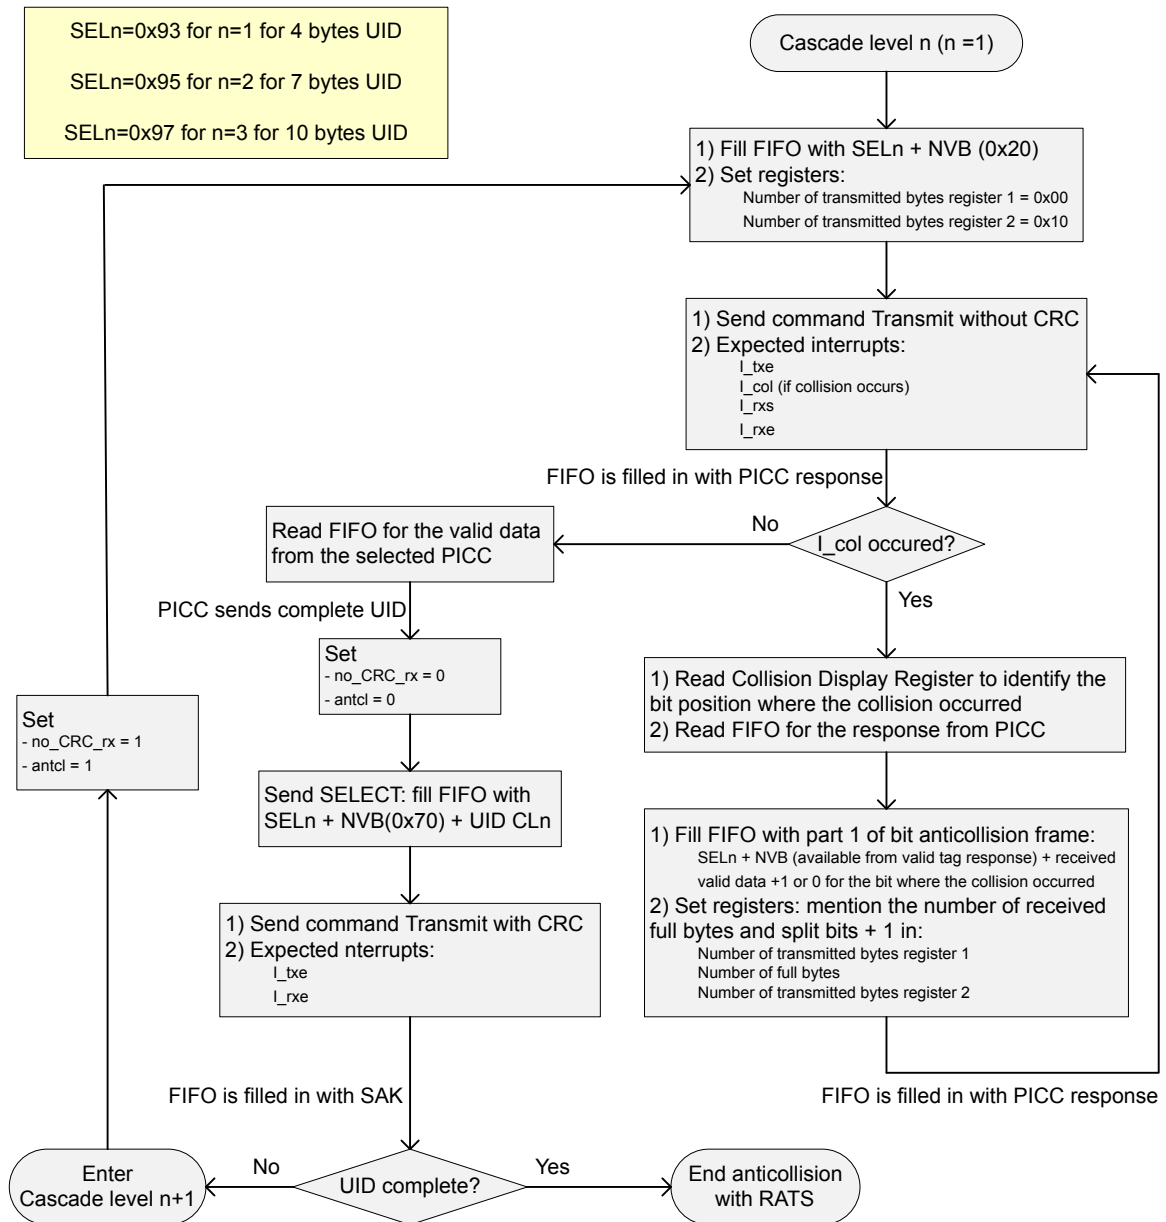 SELn=0x93 for n=1 for 4 bytes UID
SELn=0x95 for n=2 for 7 bytes UID
SELn=0x97 for n=3 for 10 bytes UID
Cascade level n (n =1)
1) Fill FIFO with SELn + NVB (0x20)
2) Set registers:
Number of transmitted bytes register 1 = 0x00
Number of transmitted bytes register 2 = 0x10
1) Send command Transmit without CRC
2) Expected interrupts:
I_txe
I_col (if collision occurs)
I_rxs
I_rxe
FIFO is filled in with PICC response
I_col occured?
No
Yes
Read FIFO for the valid data
from the selected PICC
PICC sends complete UID
Set
- no_CRC_rx = 0
- antcl = 0
Send SELECT: fill FIFO with
SELn + NVB(0x70) + UID CLn
1) Send command Transmit with CRC
2) Expected nterrupts:
I_txe
I_rxe
FIFO is filled in with SAK
1) Read Collision Display Register to identify the
bit position where the collision occurred
2) Read FIFO for the response from PICC
1) Fill FIFO with part 1 of bit anticollision frame:
SELn + NVB (available from valid tag response) + received
valid data +1 or 0 for the bit where the collision occurred
2) Set registers: mention the number of received
full bytes and split bits + 1 in:
Number of transmitted bytes register 1
Number of full bytes
Number of transmitted bytes register 2
FIFO is filled in with PICC response
Set
- no_CRC_rx = 1
- antcl = 1
Enter
Cascade level n+1
No
UID complete?
Yes
End anticollision
with RATS